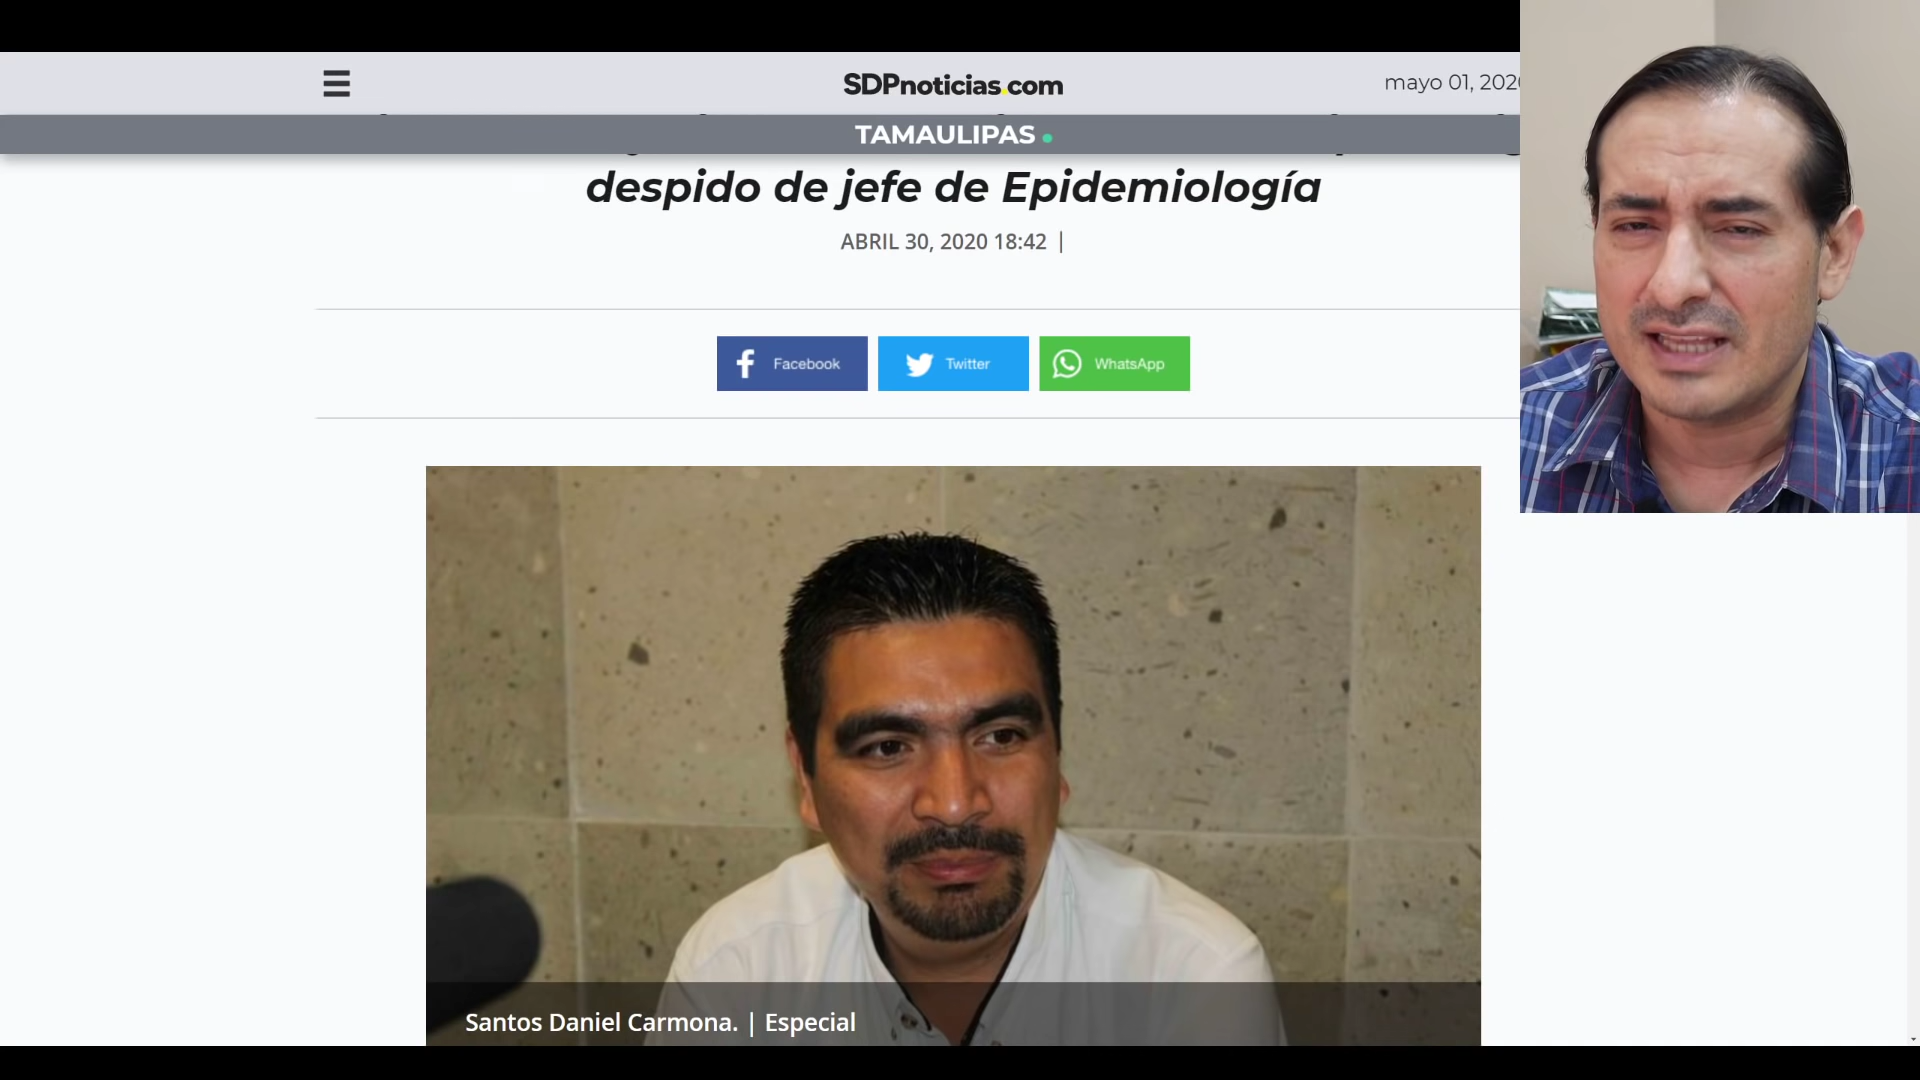 SDPnoticias.com
mayo 01, 202
TAMAULIPAS
despido de jefe de Epidemiología
ABRIL 30, 2020 18:42 |
Facebook
Twitter
WhatsApp
Santos Daniel Carmona. | Especial